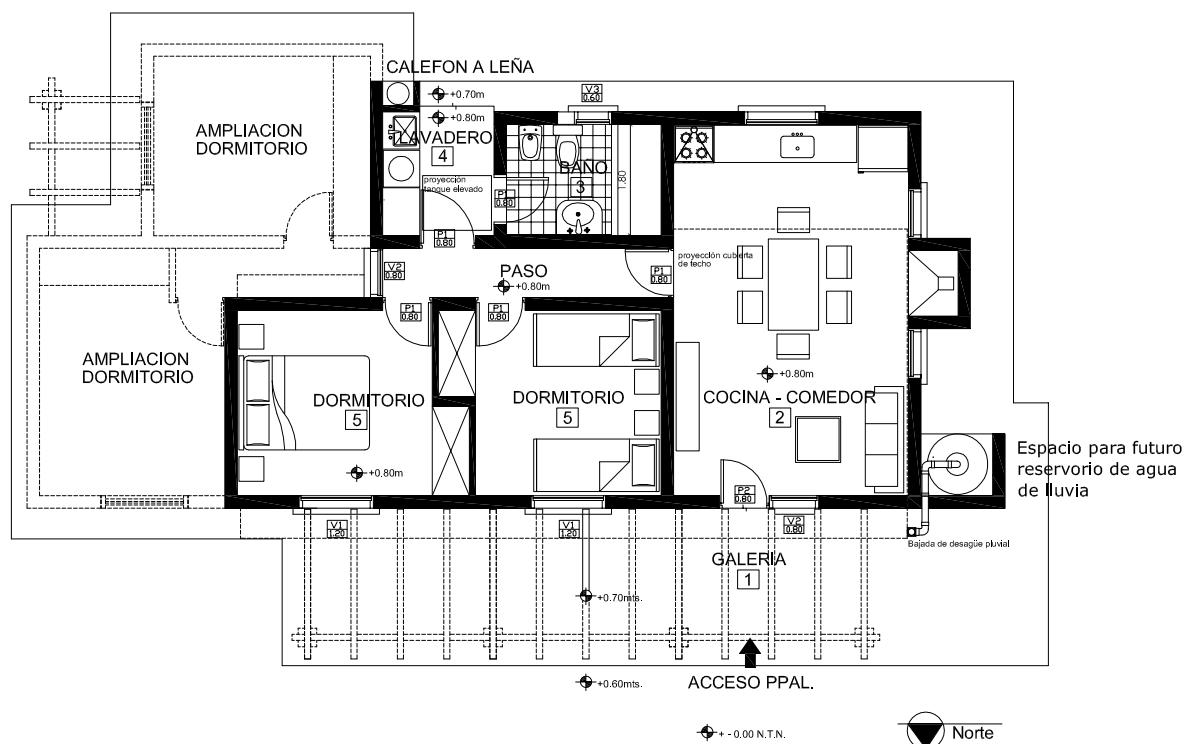 CALEFON A LEÑA
+0.70m
V3
0.60
+0.80m
AMPLIACION
DORMITORIO
LAVADERO
4
BAÑO
3
1.80
proyección
tanque elevado
P1
0.80
P1
0.80
proyección cubierta
de techo
V2
0.80
PASO
+0.80m
P1
0.80
P1
0.80
P1
0.80
AMPLIACION
DORMITORIO
DORMITORIO
5
DORMITORIO
5
+0.80m
COCINA - COMEDOR
2
+0.80m
Espacio para futuro
reservorio de agua
de lluvia
P2
0.80
V1
1.20
V1
1.20
V2
0.80
Bajada de desagüe pluvial
GALERIA
1
+0.70mts.
+0.60mts.
ACCESO PPAL.
+ - 0.00 N.T.N.
Norte